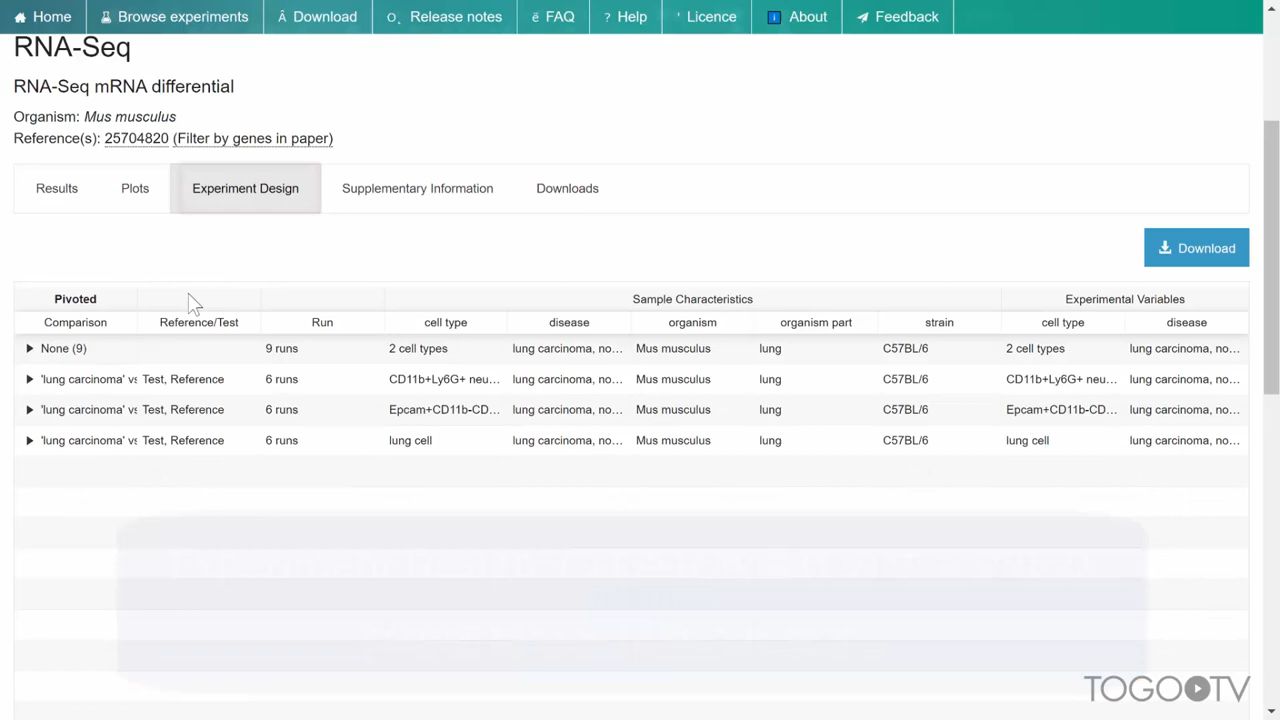 Home Browse experiments Â Download O, Release notes ë FAQ ? Help ' Licence i About Feedback
RNA-Seq
RNA-Seq mRNA differential
Organism: Mus musculus
Reference(s): 25704820 (Filter by genes in paper)
Results Plots Experiment Design Supplementary Information Downloads
Download
Pivoted Sample Characteristics Experimental Variables
Comparison Reference/Test Run cell type disease organism organism part strain cell type disease
None (9) 9 runs 2 cell types lung carcinoma, no... Mus musculus lung C57BL/6 2 cell types lung carcinoma, no...
'lung carcinoma' vs Test, Reference 6 runs CD11b+Ly6G+ neu... lung carcinoma, no... Mus musculus lung C57BL/6 CD11b+Ly6G+ neu... lung carcinoma, no...
'lung carcinoma' vs Test, Reference 6 runs Epcam+CD11b-CD... lung carcinoma, no... Mus musculus lung C57BL/6 Epcam+CD11b-CD... lung carcinoma, no...
'lung carcinoma' vs Test, Reference 6 runs lung cell lung carcinoma, no... Mus musculus lung C57BL/6 lung cell lung carcinoma, no...
TOGOTV